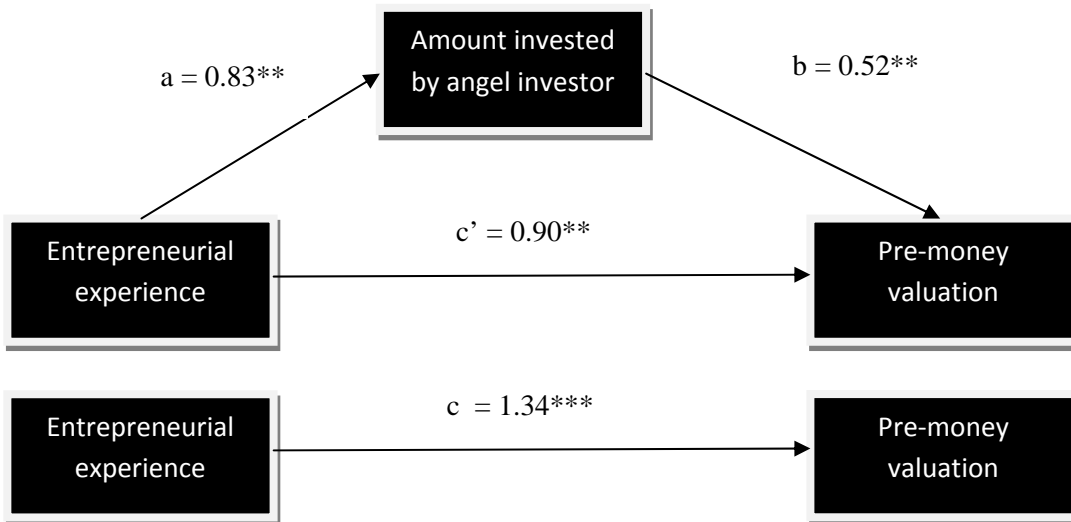 Amount invested
by angel investor
a = 0.83**
b = 0.52**
Entrepreneurial
experience
c’ = 0.90**
Pre-money
valuation
Entrepreneurial
experience
c = 1.34***
Pre-money
valuation